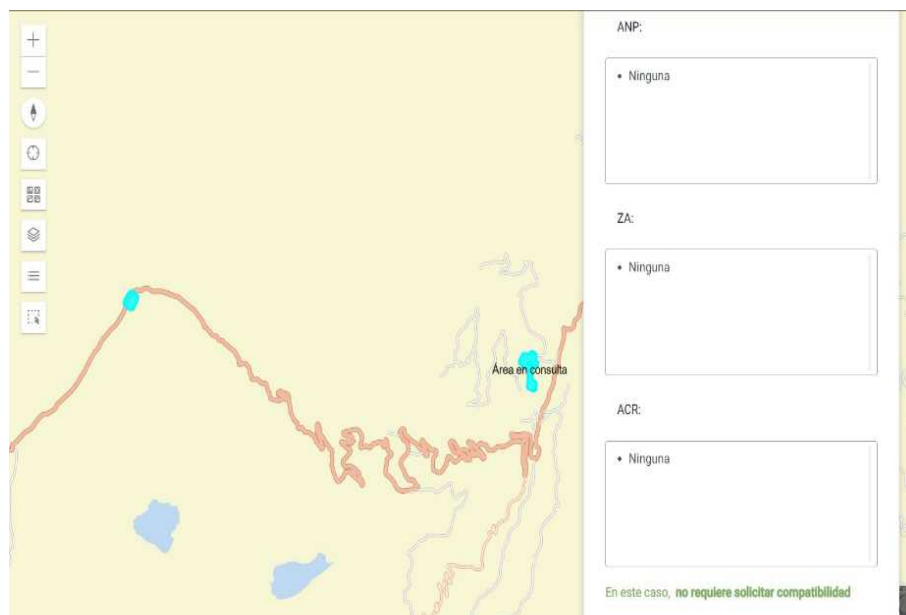 ANP:
• Ninguna
ZA:
• Ninguna
Área en consulta
ACR:
• Ninguna
En este caso, no requiere solicitar compatibilidad